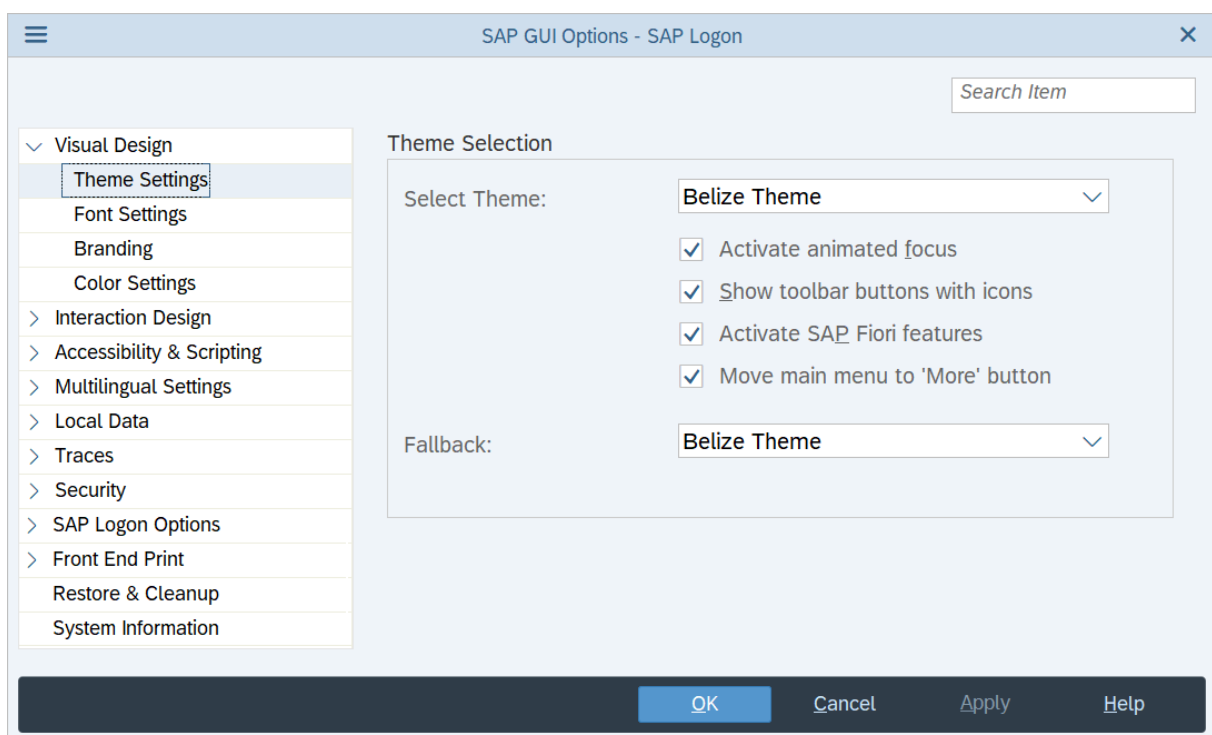 SAP GUI Options - SAP Logon
Search Item
Visual Design
Theme Settings
Font Settings
Branding
Color Settings
Interaction Design
Accessibility & Scripting
Multilingual Settings
Local Data
Traces
Security
SAP Logon Options
Front End Print
Restore & Cleanup
System Information
Theme Selection
Select Theme:
Belize Theme
Activate animated focus
Show toolbar buttons with icons
Activate SAP Fiori features
Move main menu to 'More' button
Fallback:
Belize Theme
OK
Cancel
Apply
Help